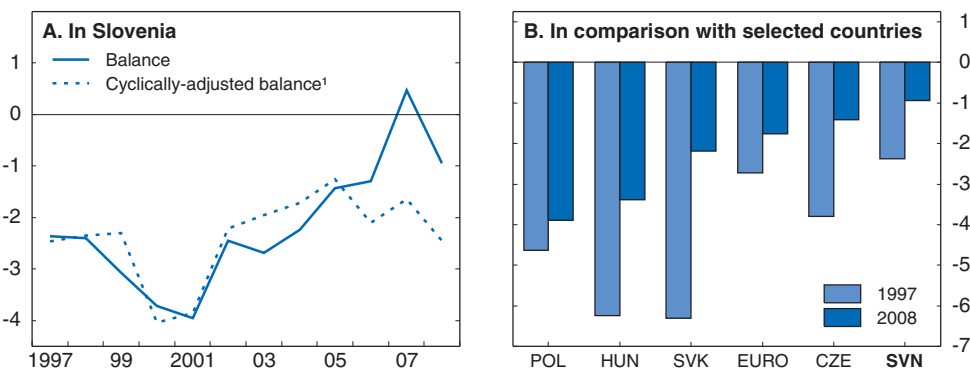 A. In Slovenia
Balance
Cyclically-adjusted balance¹
1
0
-1
-2
-3
-4
1997 99 2001 03 05 07
B. In comparison with selected countries
1
0
-1
-2
-3
-4
-5
-6
-7
1997
2008
POL HUN SVK EURO CZE SVN